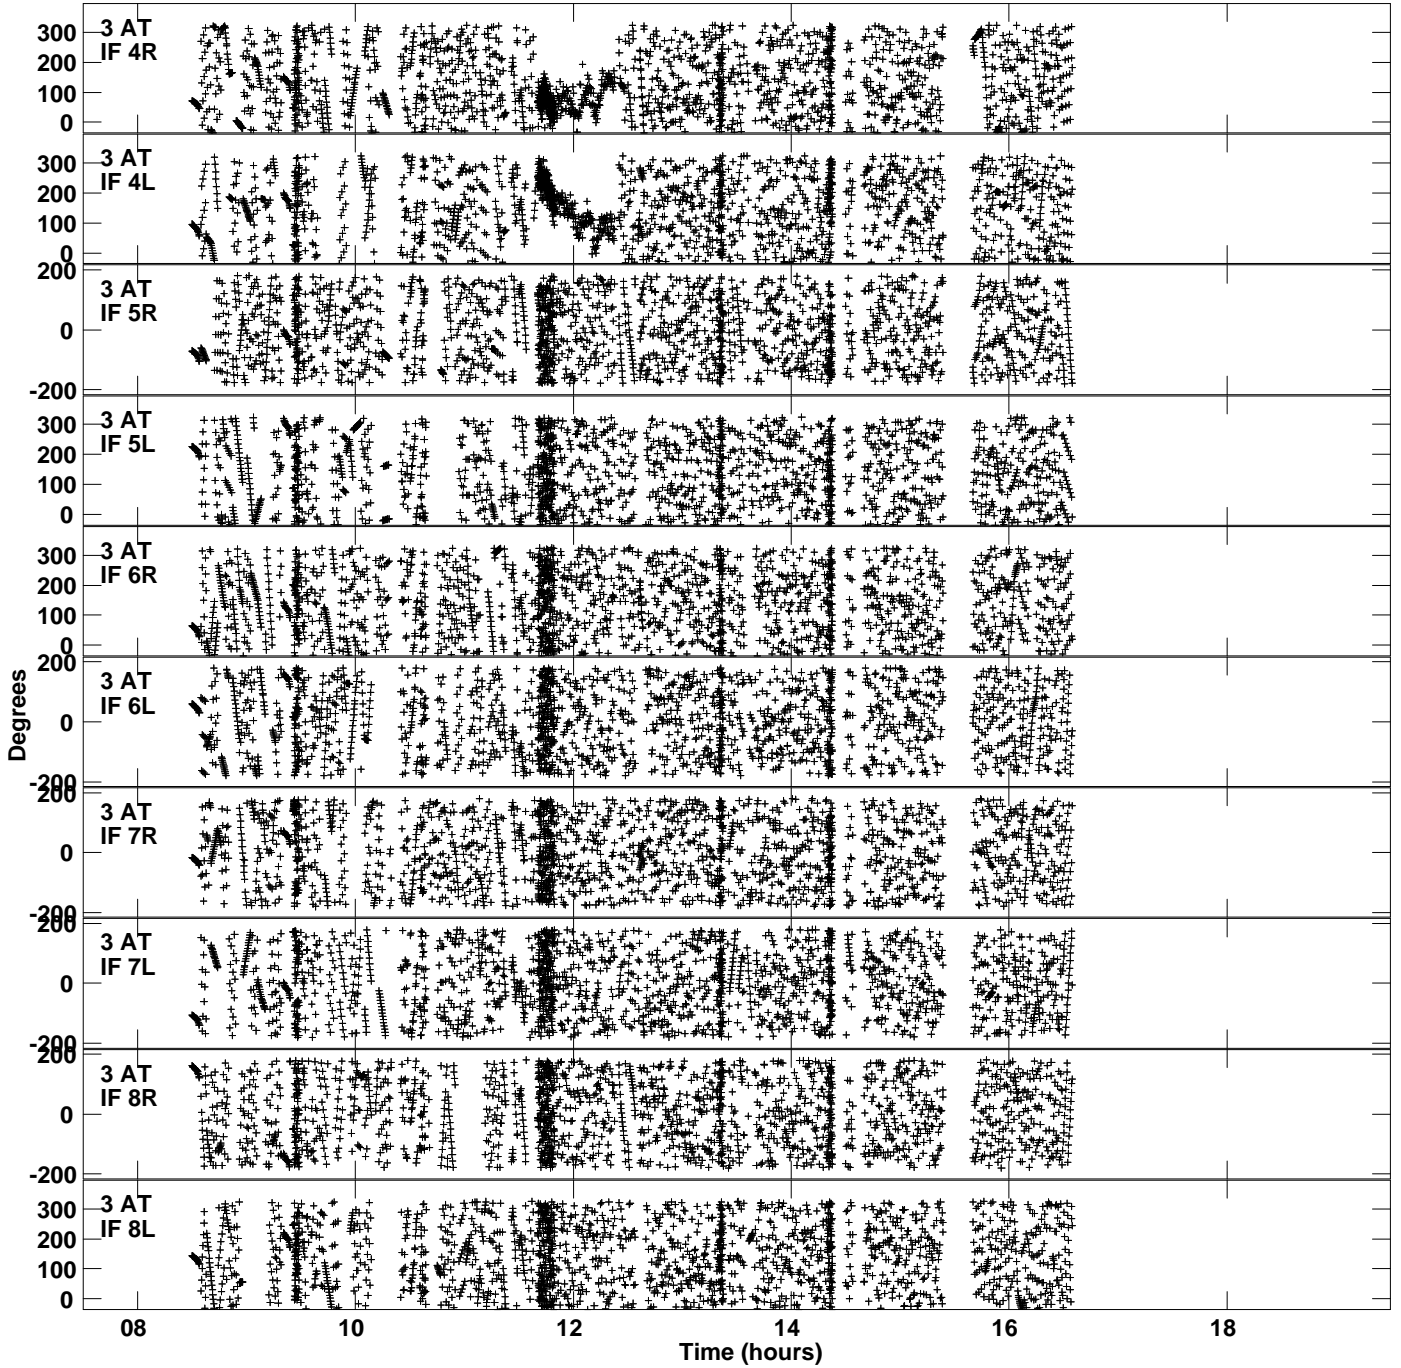 3 AT
IF 4R
300
200
100
0
3 AT
IF 4L
300
200
100
0
3 AT
IF 5R
200
0
-200
3 AT
IF 5L
300
200
100
0
3 AT
IF 6R
300
200
100
0
3 AT
IF 6L
200
0
-200
3 AT
IF 7R
200
0
-200
3 AT
IF 7L
200
0
-200
3 AT
IF 8R
200
0
-200
3 AT
IF 8L
300
200
100
0
Degrees
08 10 12 14 16 18
Time (hours)